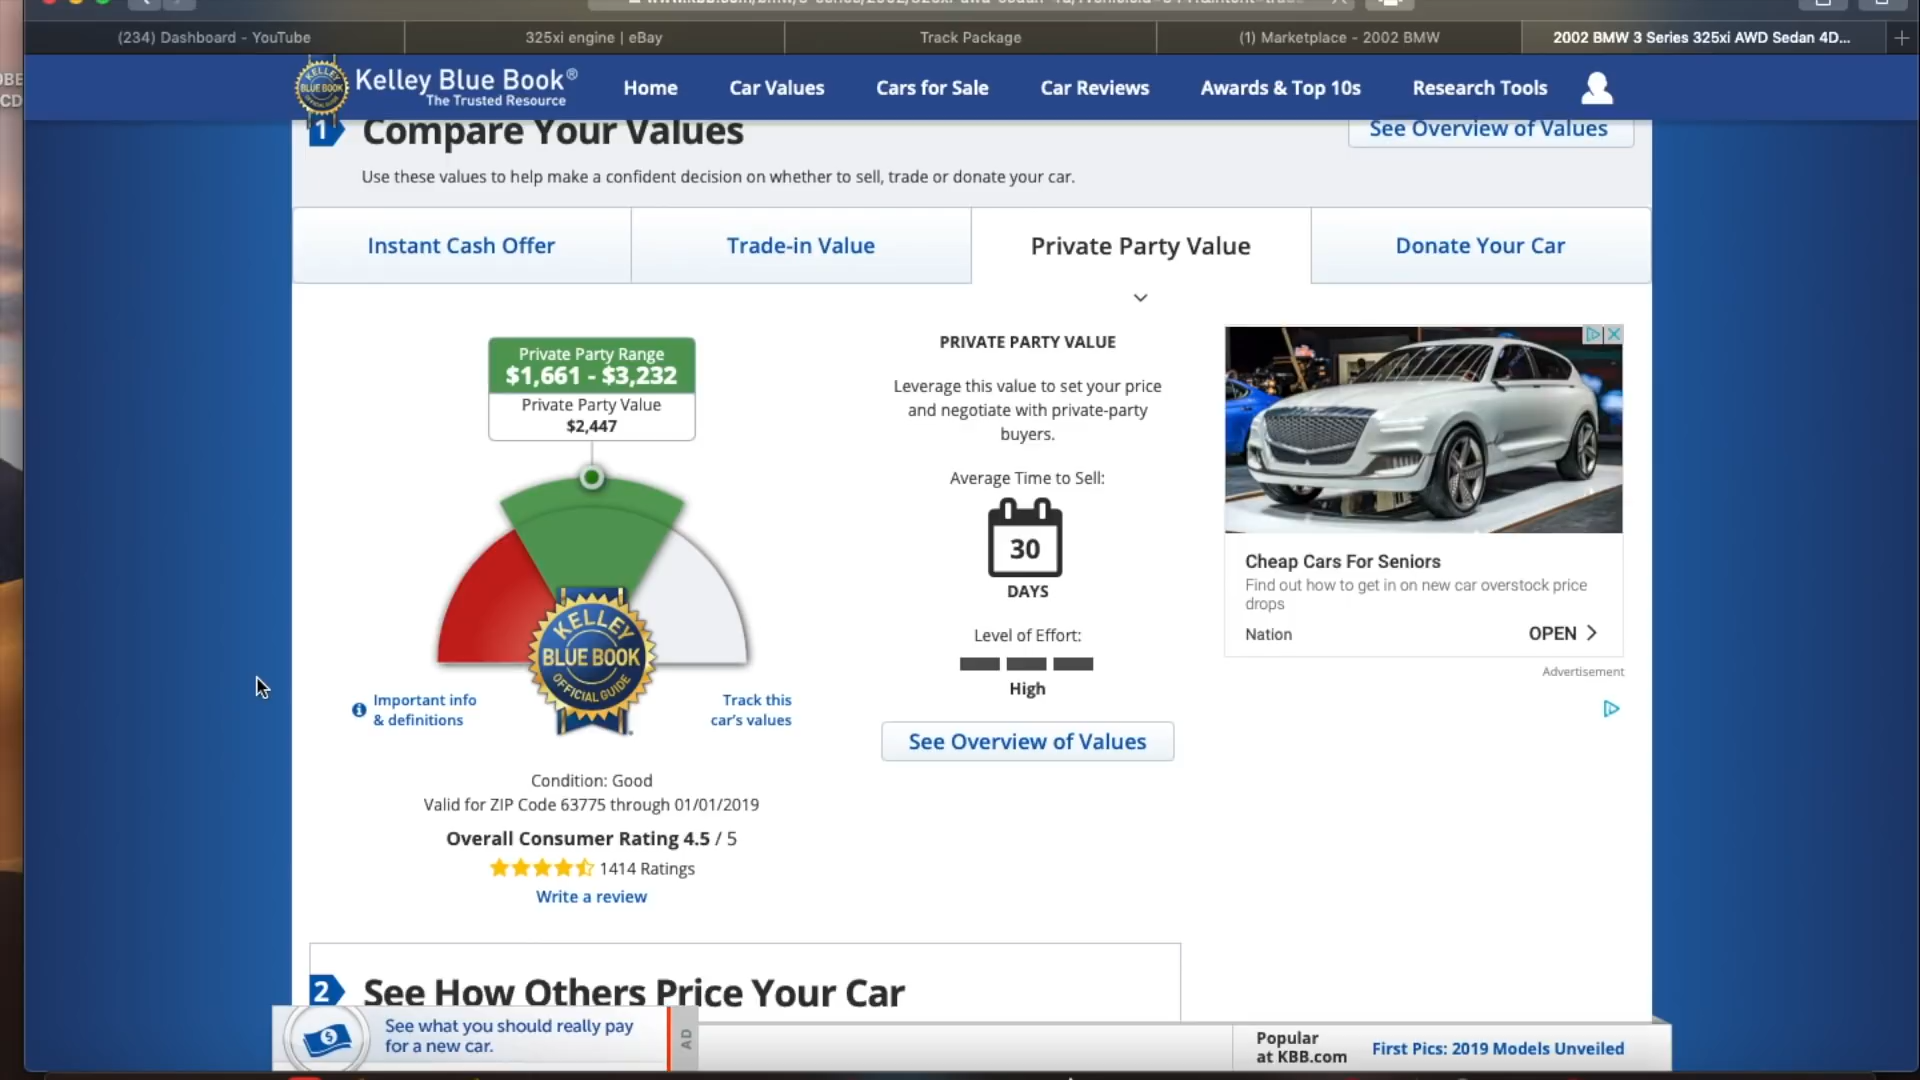 (234) Dashboard - YouTube
325xi engine | eBay
Track Package
(1) Marketplace - 2002 BMW
2002 BMW 3 Series 325xi AWD Sedan 4D...
KELLEY
BLUE BOOK
Kelley Blue Book®
The Trusted Resource
Home
Car Values
Cars for Sale
Car Reviews
Awards & Top 10s
Research Tools
1
Compare Your Values
See Overview of Values
Use these values to help make a confident decision on whether to sell, trade or donate your car.
Instant Cash Offer
Trade-in Value
Private Party Value
Donate Your Car
Private Party Range
$1,661 - $3,232
Private Party Value
$2,447
KELLEY
BLUE BOOK
OFFICIAL GUIDE
Important info
& definitions
Track this
car's values
Condition: Good
Valid for ZIP Code 63775 through 01/01/2019
Overall Consumer Rating 4.5 / 5
1414 Ratings
Write a review
PRIVATE PARTY VALUE
Leverage this value to set your price
and negotiate with private-party
buyers.
Average Time to Sell:
30
DAYS
Level of Effort:
High
See Overview of Values
Cheap Cars For Seniors
Find out how to get in on new car overstock price
drops
Nation
OPEN
Advertisement
2
See How Others Price Your Car
See what you should really pay
for a new car.
AD
Popular
at KBB.com
First Pics: 2019 Models Unveiled